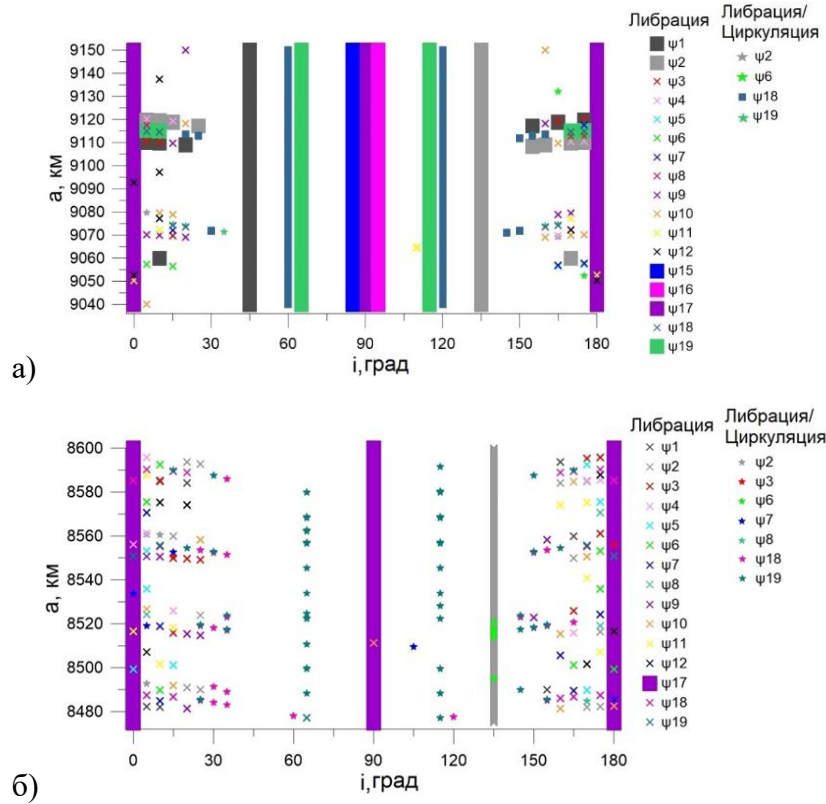 Либрация
ψ1
ψ2
ψ3
ψ4
ψ5
ψ6
ψ7
ψ8
ψ9
ψ10
ψ11
ψ12
ψ15
ψ16
ψ17
ψ18
ψ19
Либрация/
Циркуляция
ψ2
ψ6
ψ18
ψ19
a, км
9150
9140
9130
9120
9110
9100
9090
9080
9070
9060
9050
9040
0
30
60
90
120
150
180
i,град
а)
Либрация
ψ1
ψ2
ψ3
ψ4
ψ5
ψ6
ψ7
ψ8
ψ9
ψ10
ψ11
ψ12
ψ17
ψ18
ψ19
Либрация/
Циркуляция
ψ2
ψ3
ψ6
ψ7
ψ8
ψ18
ψ19
a, км
8600
8580
8560
8540
8520
8500
8480
0
30
60
90
120
150
180
i,град
б)